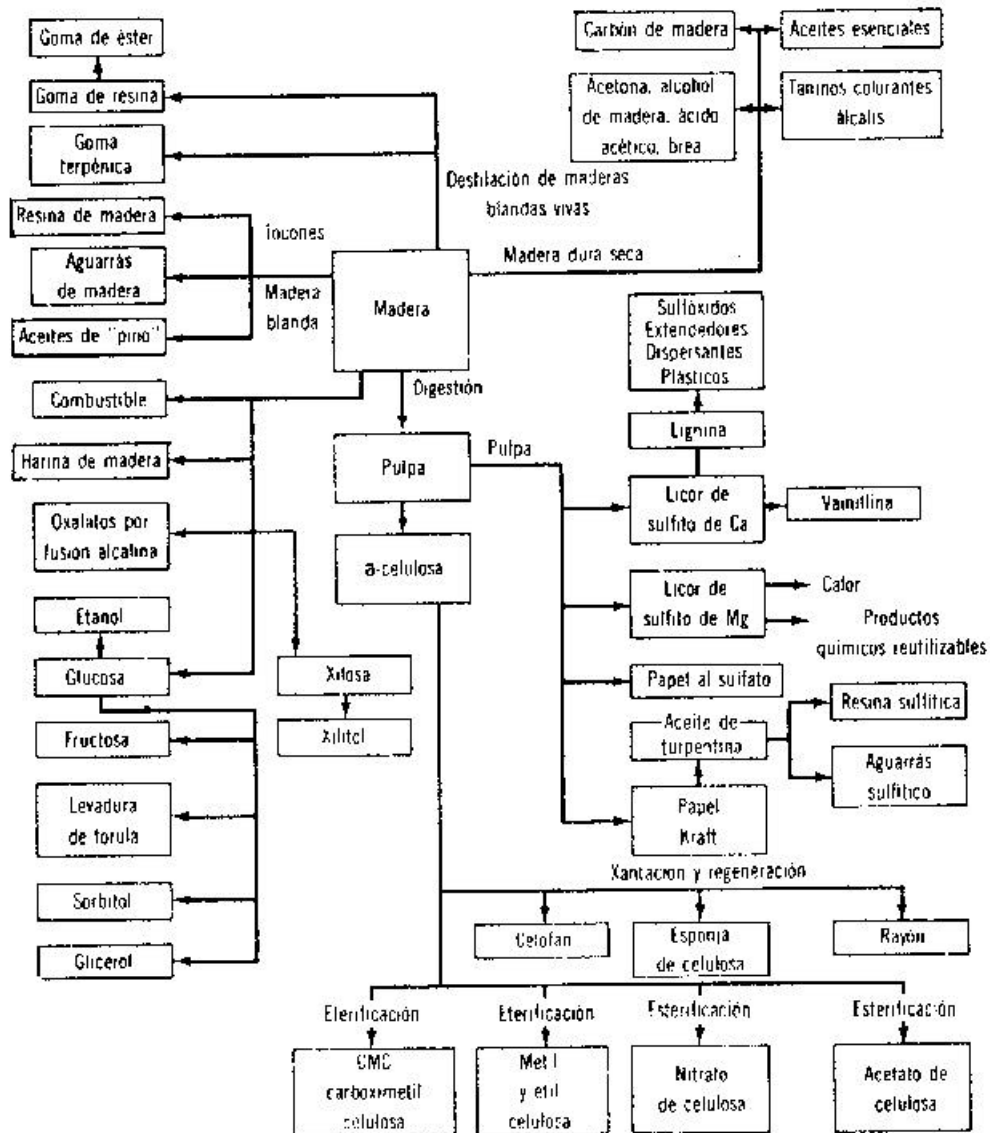 Goma de éster
Goma de resina
Goma
terpénica
Resina de madera
Aguarrás
de madera
Aceites de "pino"
Combustible
Harina de madera
Oxalatos por
fusión alcalina
Etanol
Glucosa
Fructosa
Levadura
de torula
Sorbitol
Glicerol
Carbón de madera
Aceites esenciales
Acetona, alcohol
de madera, ácido
acético, brea
Taninos colorantes
álcalis
Destilación de maderas
blandas vivas
Tocones
Madera
blanda
Madera
Madera dura seca
Digestión
Pulpa
Pulpa
a-celulosa
Xilosa
Xilitol
Sulfóxidos
Extendedores
Dispersantes
Plásticos
Lignina
Licor de
sulfito de Ca
Vainillina
Licor de
sulfito de Mg
Calor
Productos
químicos reutilizables
Papel al sulfato
Aceite de
turpentina
Resina sulfítica
Aguarrás
sulfítico
Papel
Kraft
Xantación y regeneración
Celofán
Esponja
de celulosa
Rayón
Eterificación
Eterificación
Esterificación
Esterificación
CMC
carboximetil
celulosa
Metil
y etil
celulosa
Nitrato
de celulosa
Acetato de
celulosa